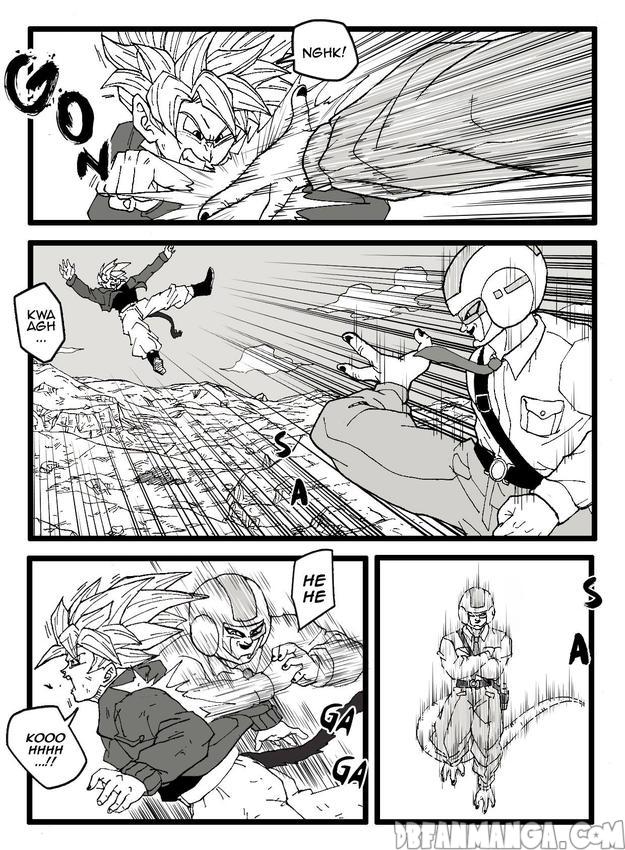 NGHK!
GON
KWA
AGH
...
S
A
HE
HE
KOOO
HHHH
....!!
GA
GA
S
A
DBFANMANGA.COM